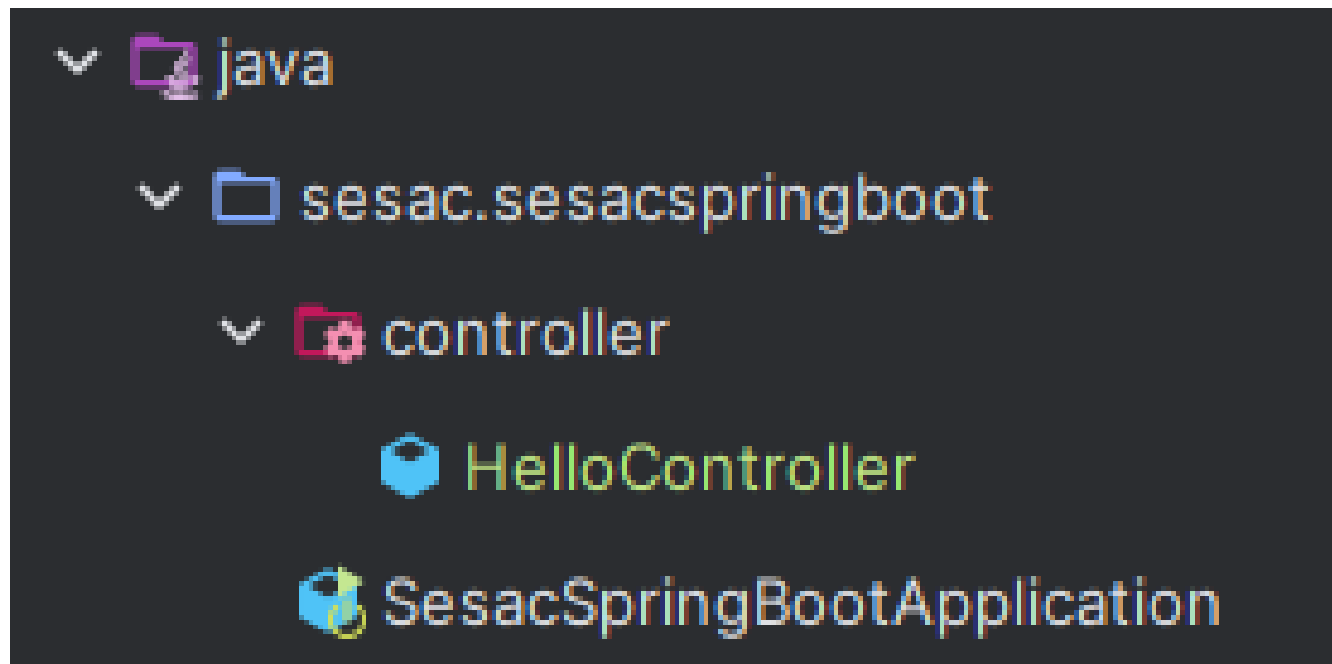 java
sesac.sesacspringboot
controller
HelloController
SesacSpringBootApplication